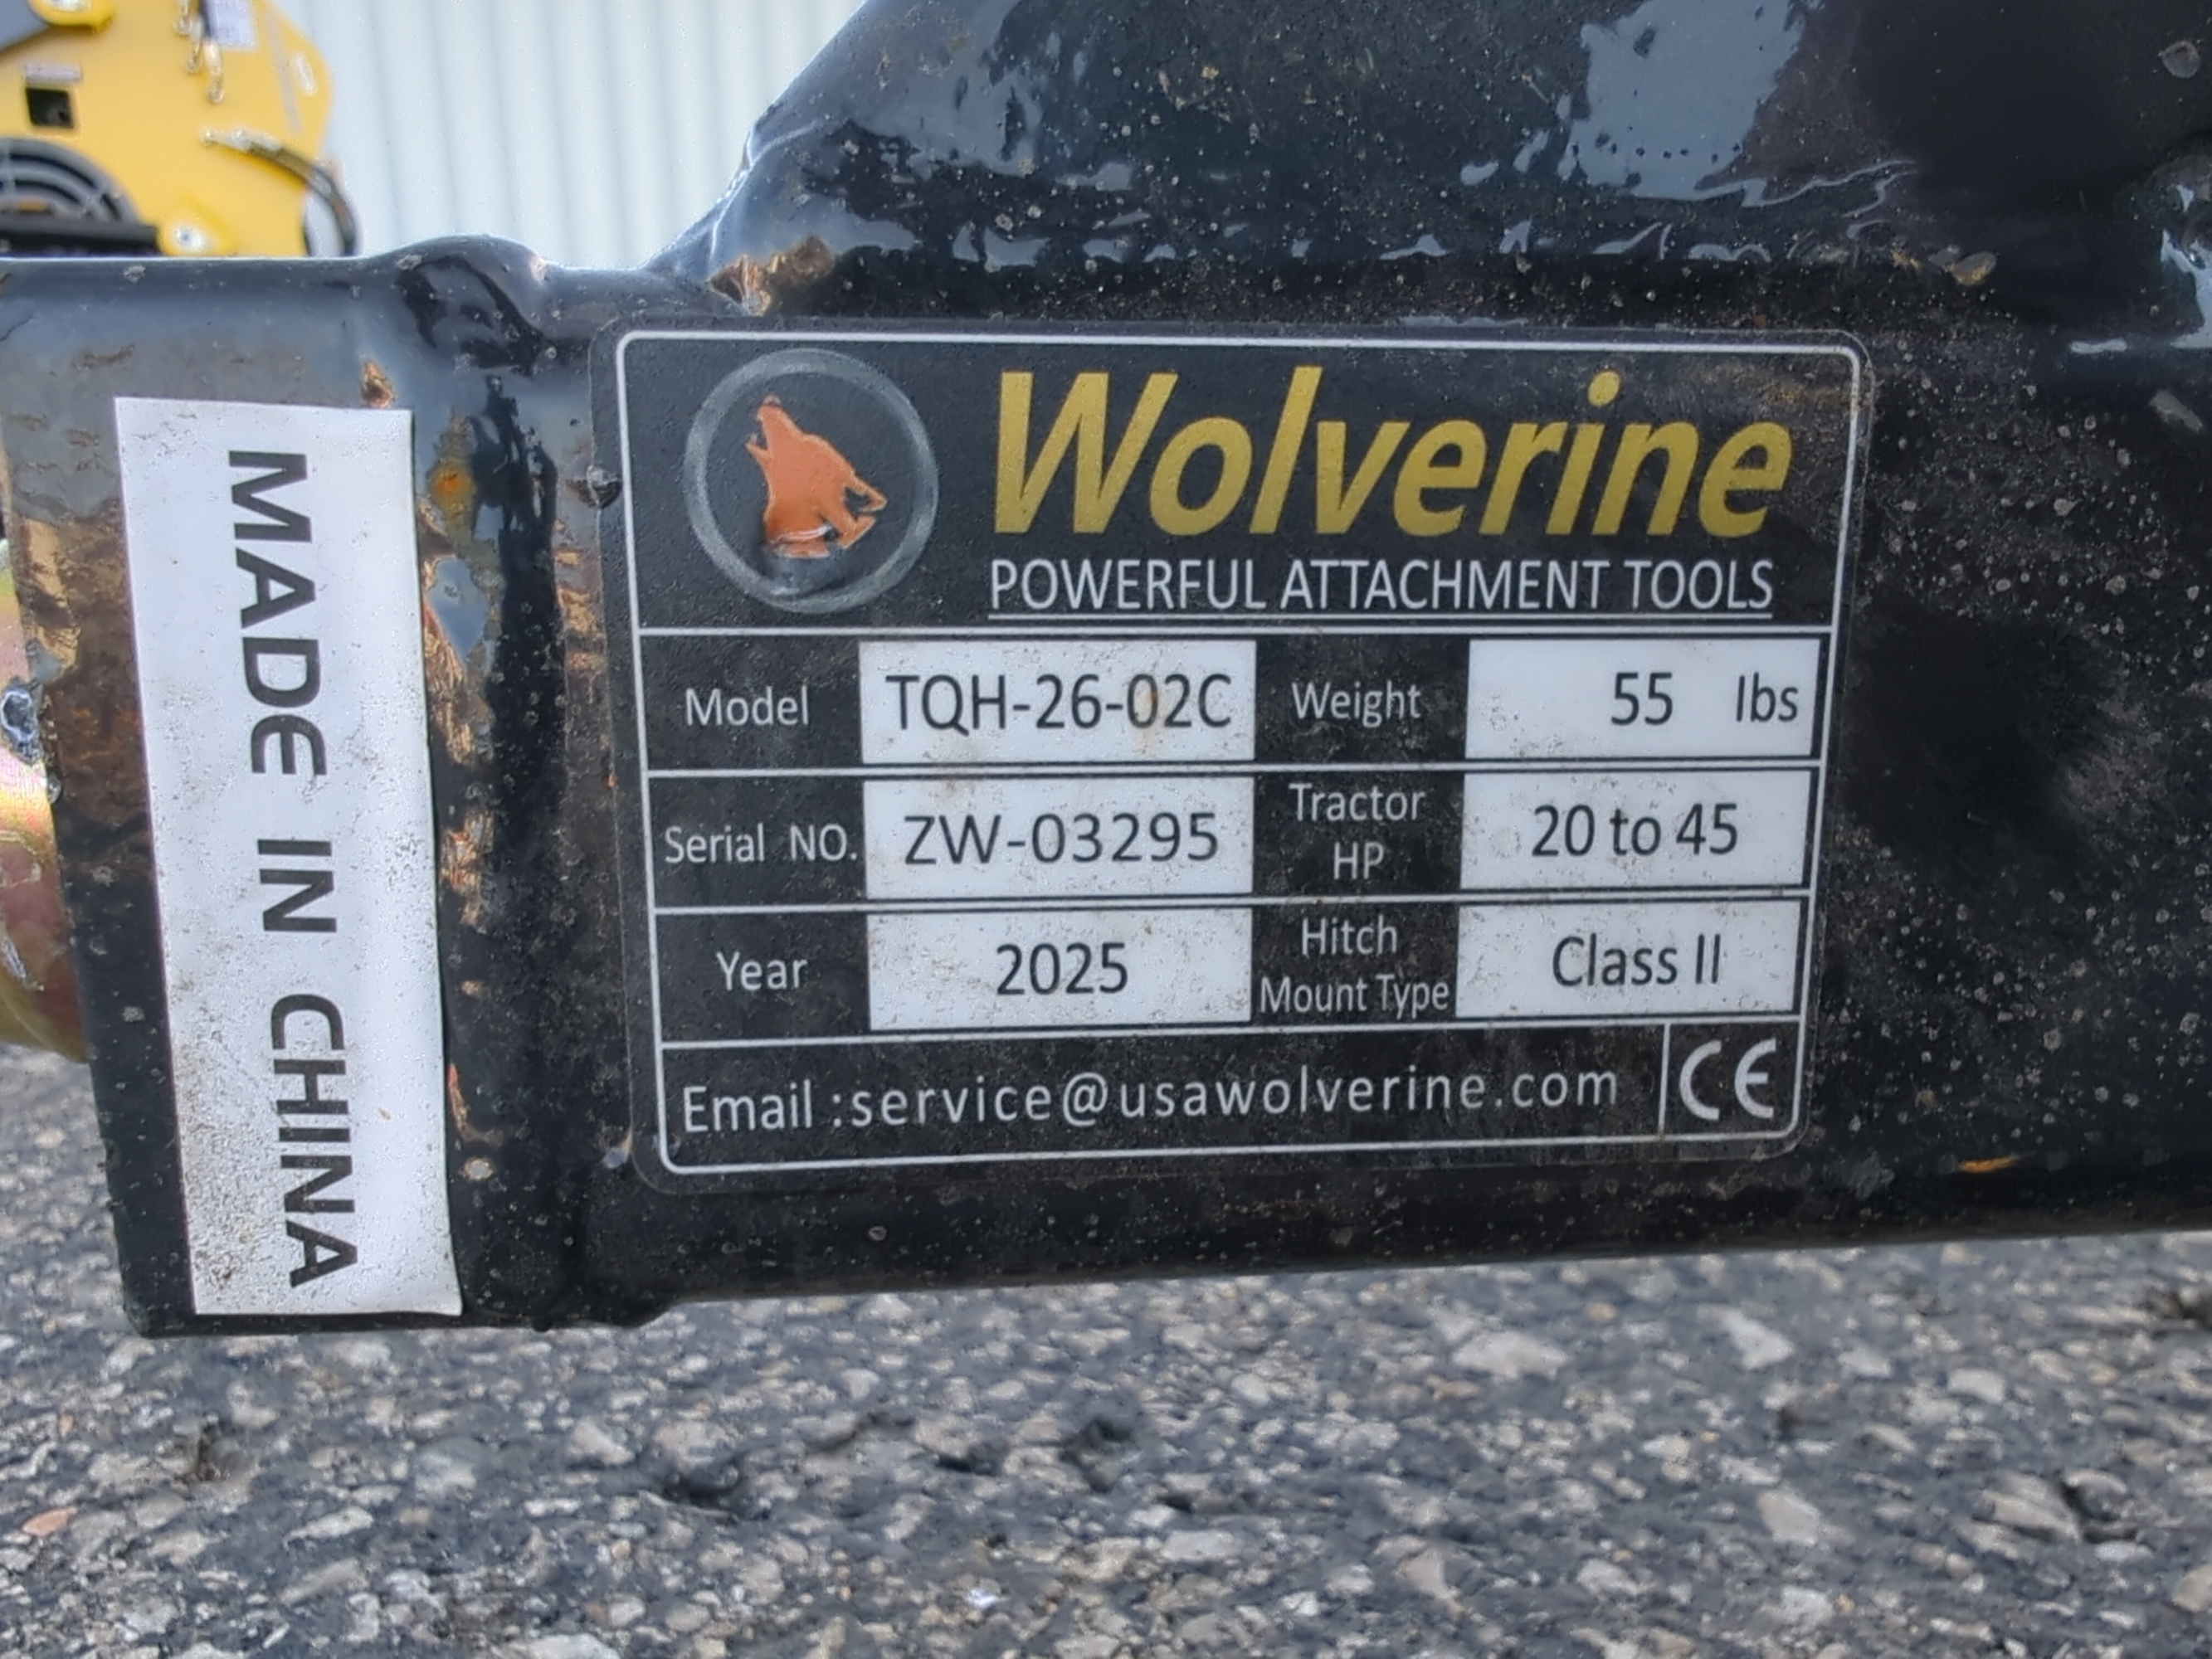 MADE IN CHINA
Wolverine
POWERFUL ATTACHMENT TOOLS
Model TQH-26-02C Weight 55 lbs
Serial NO. ZW-03295 Tractor HP 20 to 45
Year 2025 Hitch Mount Type Class II
Email :service@usawolverine.com CE